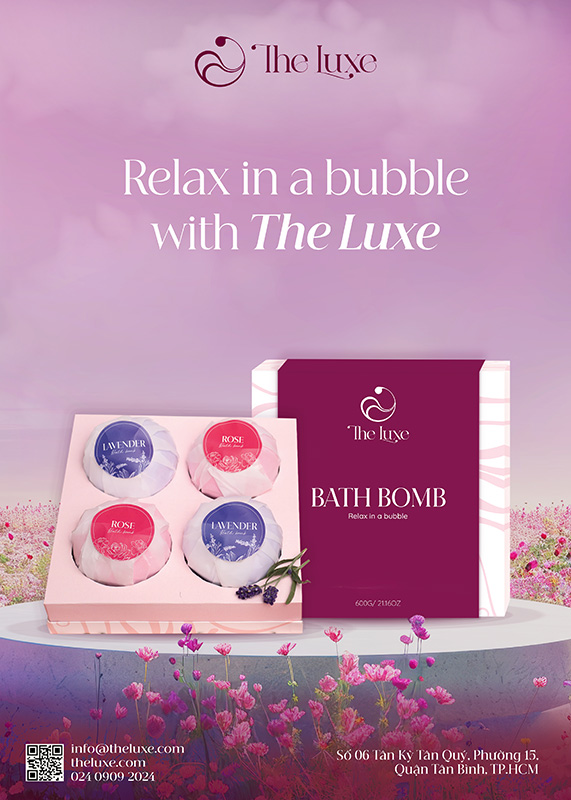 The Luxe
Relax in a bubble
with The Luxe
LAVENDER
Bath bomb
ROSE
Bath bomb
ROSE
Bath bomb
LAVENDER
Bath bomb
The Luxe
BATH BOMB
Relax in a bubble
600G/ 21.16OZ
info@theluxe.com
theluxe.com
024 0909 2024
Số 06 Tân Kỳ Tân Quý, Phường 15,
Quận Tân Bình, TP.HCM